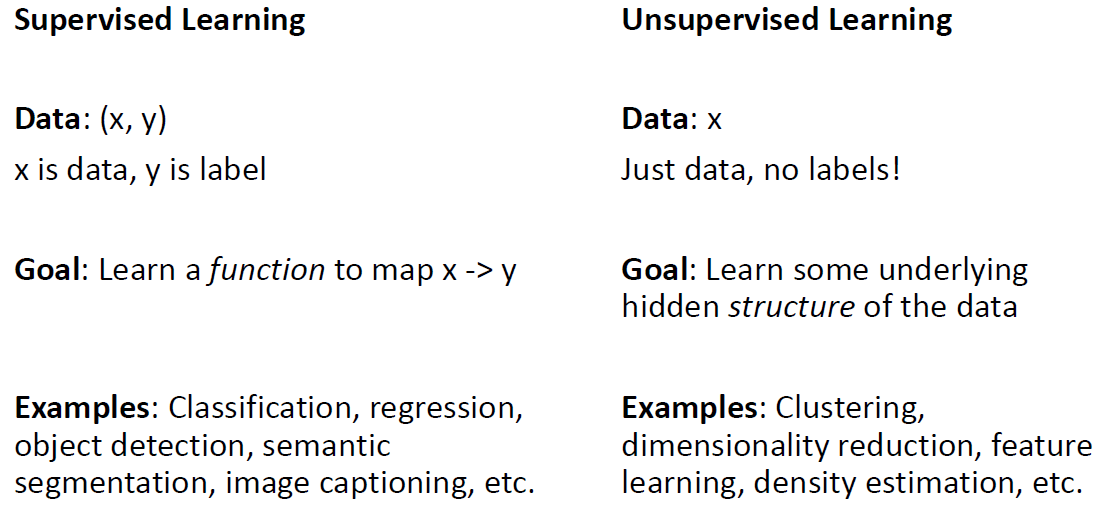 Supervised Learning
Data: (x, y)
x is data, y is label
Goal: Learn a function to map x -> y
Examples: Classification, regression,
object detection, semantic
segmentation, image captioning, etc.
Unsupervised Learning
Data: x
Just data, no labels!
Goal: Learn some underlying
hidden structure of the data
Examples: Clustering,
dimensionality reduction, feature
learning, density estimation, etc.